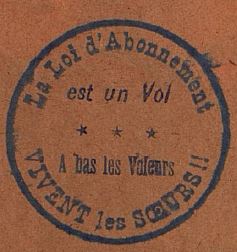 La Loi d'Abonnement
est un Vol
★ ★ ★
A bas les Voleurs
VIVENT les SŒURS!!